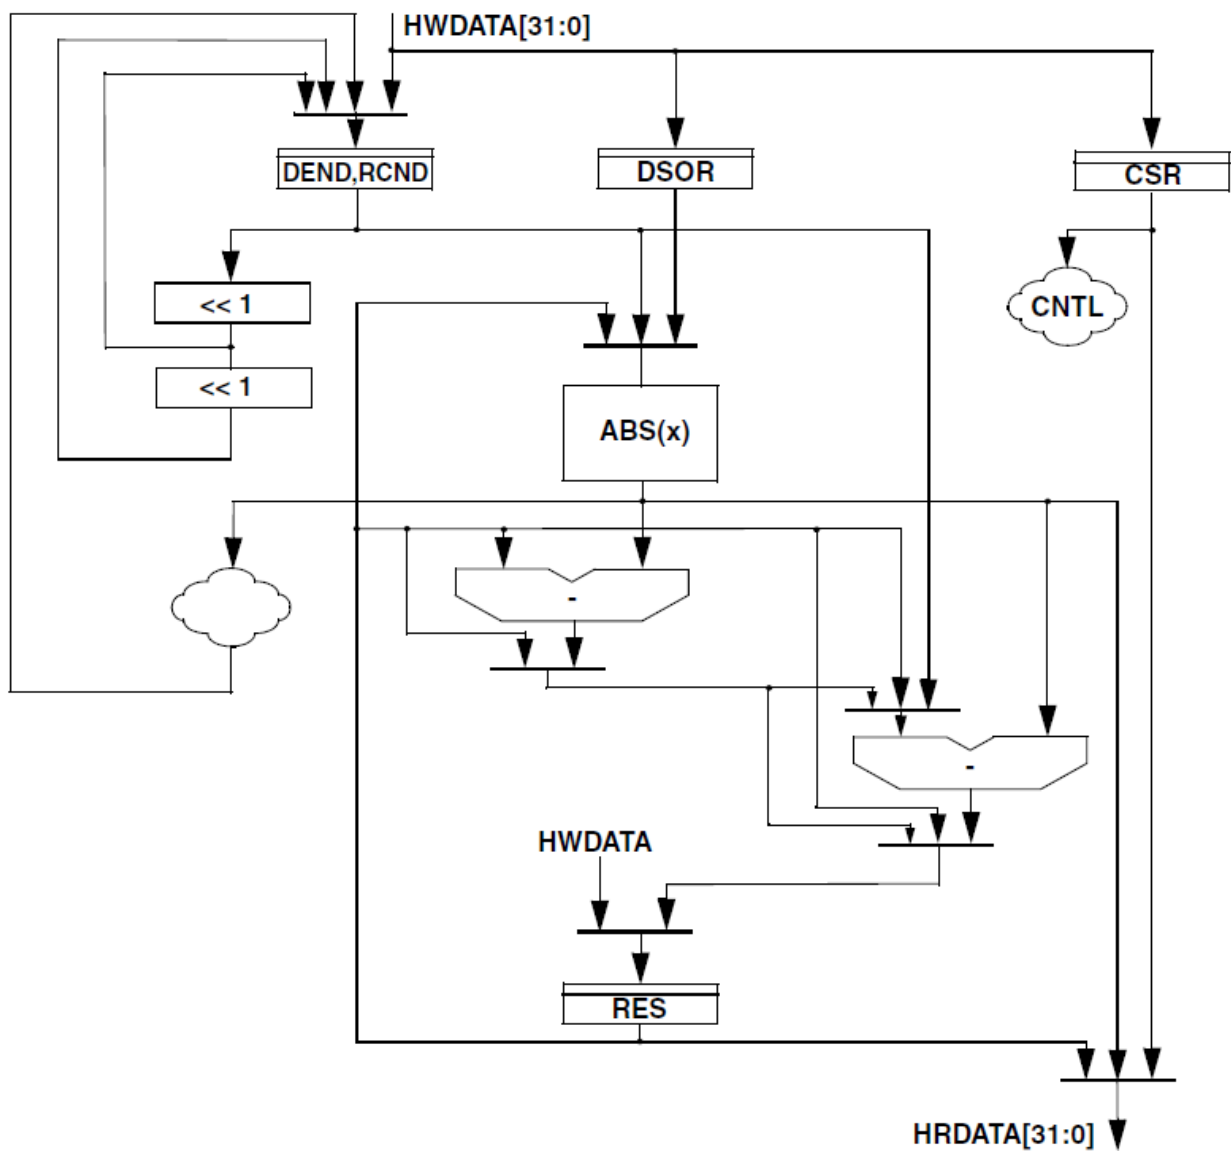 HWDATA[31:0]
DEND,RCND
DSOR
CSR
<< 1
CNTL
<< 1
ABS(x)
-
-
HWDATA
RES
HRDATA[31:0]